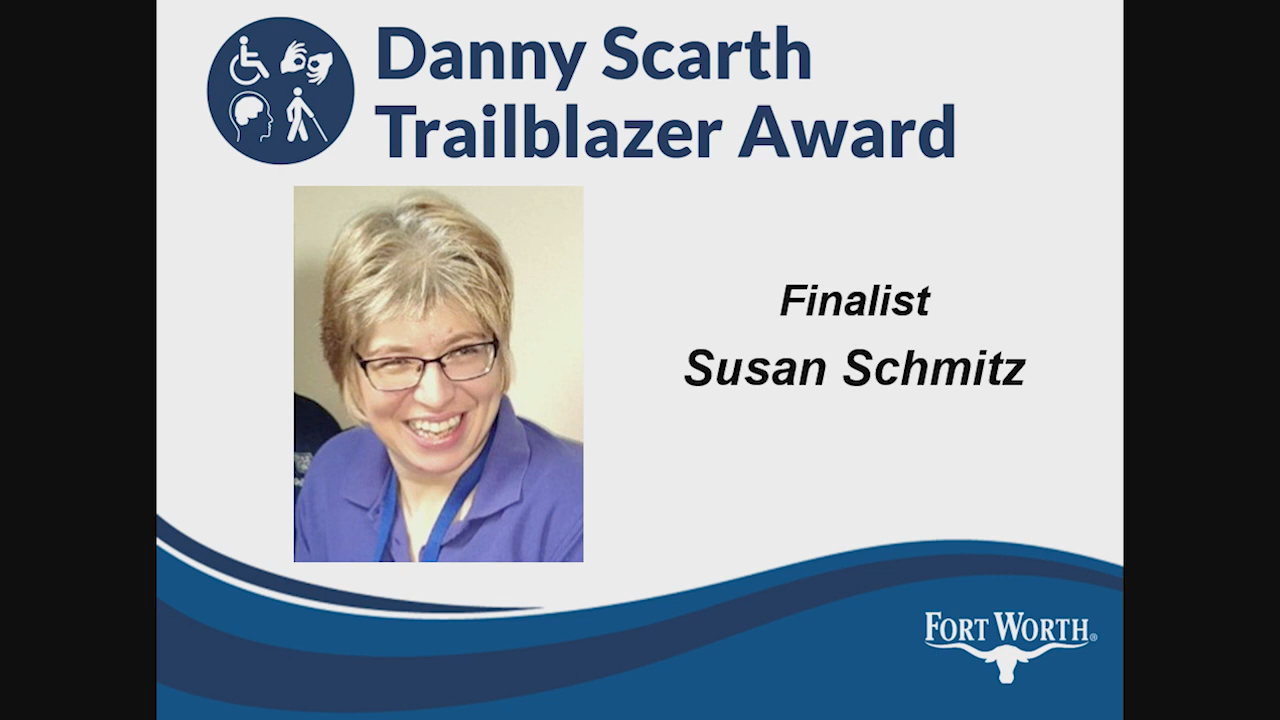 Danny Scarth
Trailblazer Award
Finalist
Susan Schmitz
FORT WORTH®